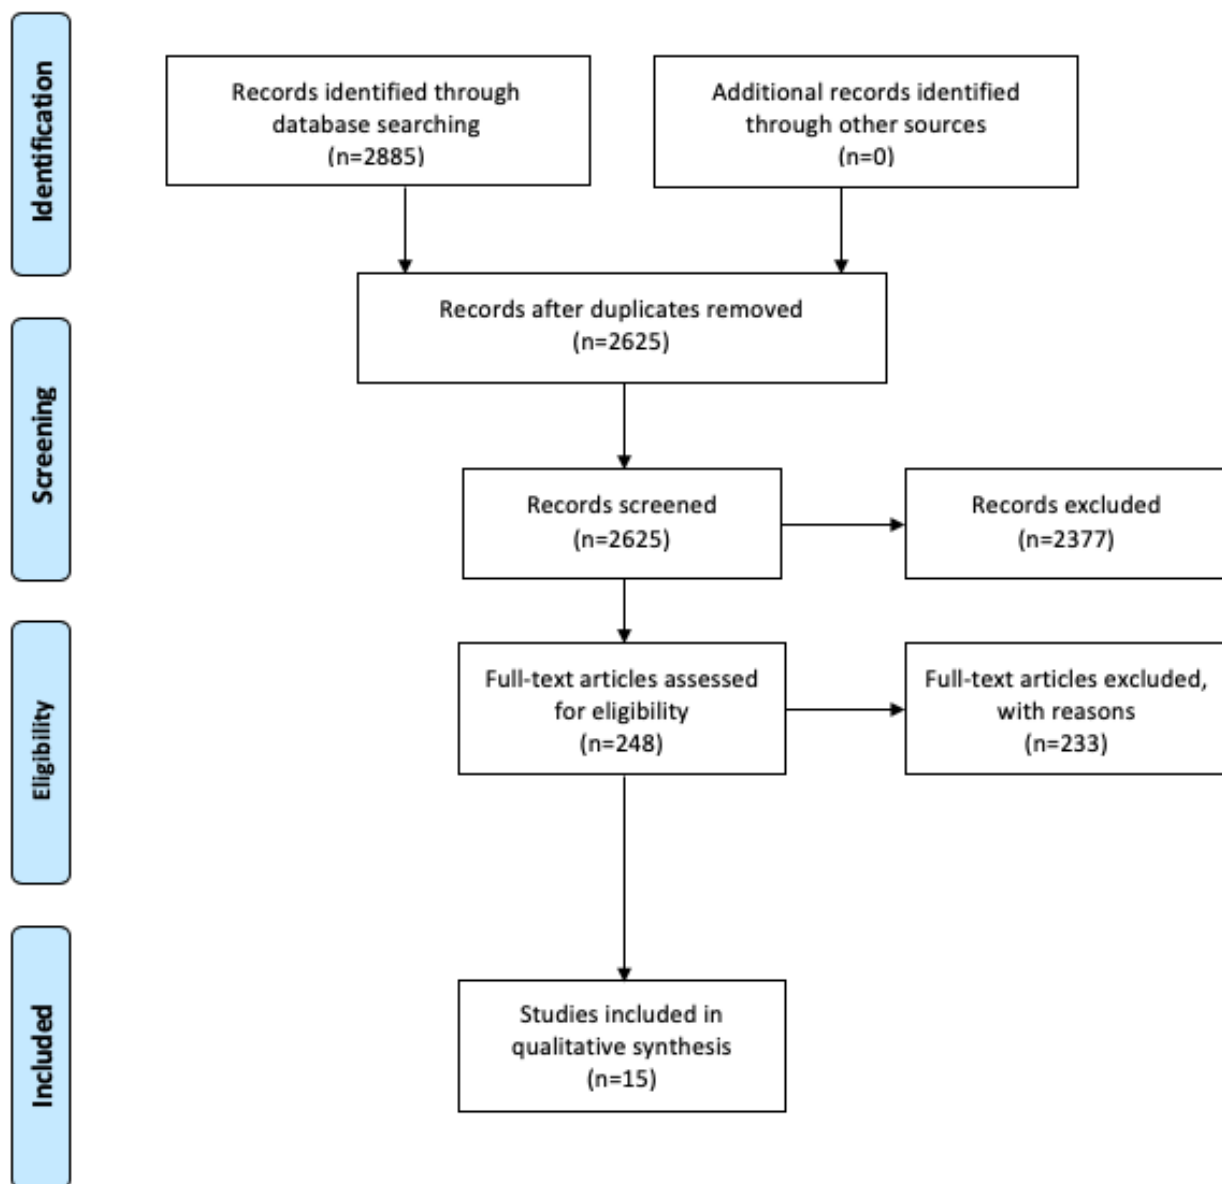 Identification
Records identified through
database searching
(n=2885)
Additional records identified
through other sources
(n=0)
Records after duplicates removed
(n=2625)
Screening
Records screened
(n=2625)
Records excluded
(n=2377)
Eligibility
Full-text articles assessed
for eligibility
(n=248)
Full-text articles excluded,
with reasons
(n=233)
Included
Studies included in
qualitative synthesis
(n=15)